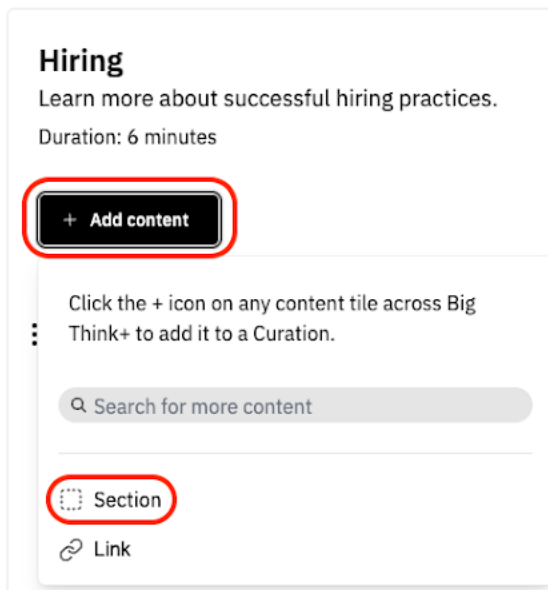 Hiring
Learn more about successful hiring practices.
Duration: 6 minutes
+ Add content
Click the + icon on any content tile across Big
Think+ to add it to a Curation.
Search for more content
Section
Link